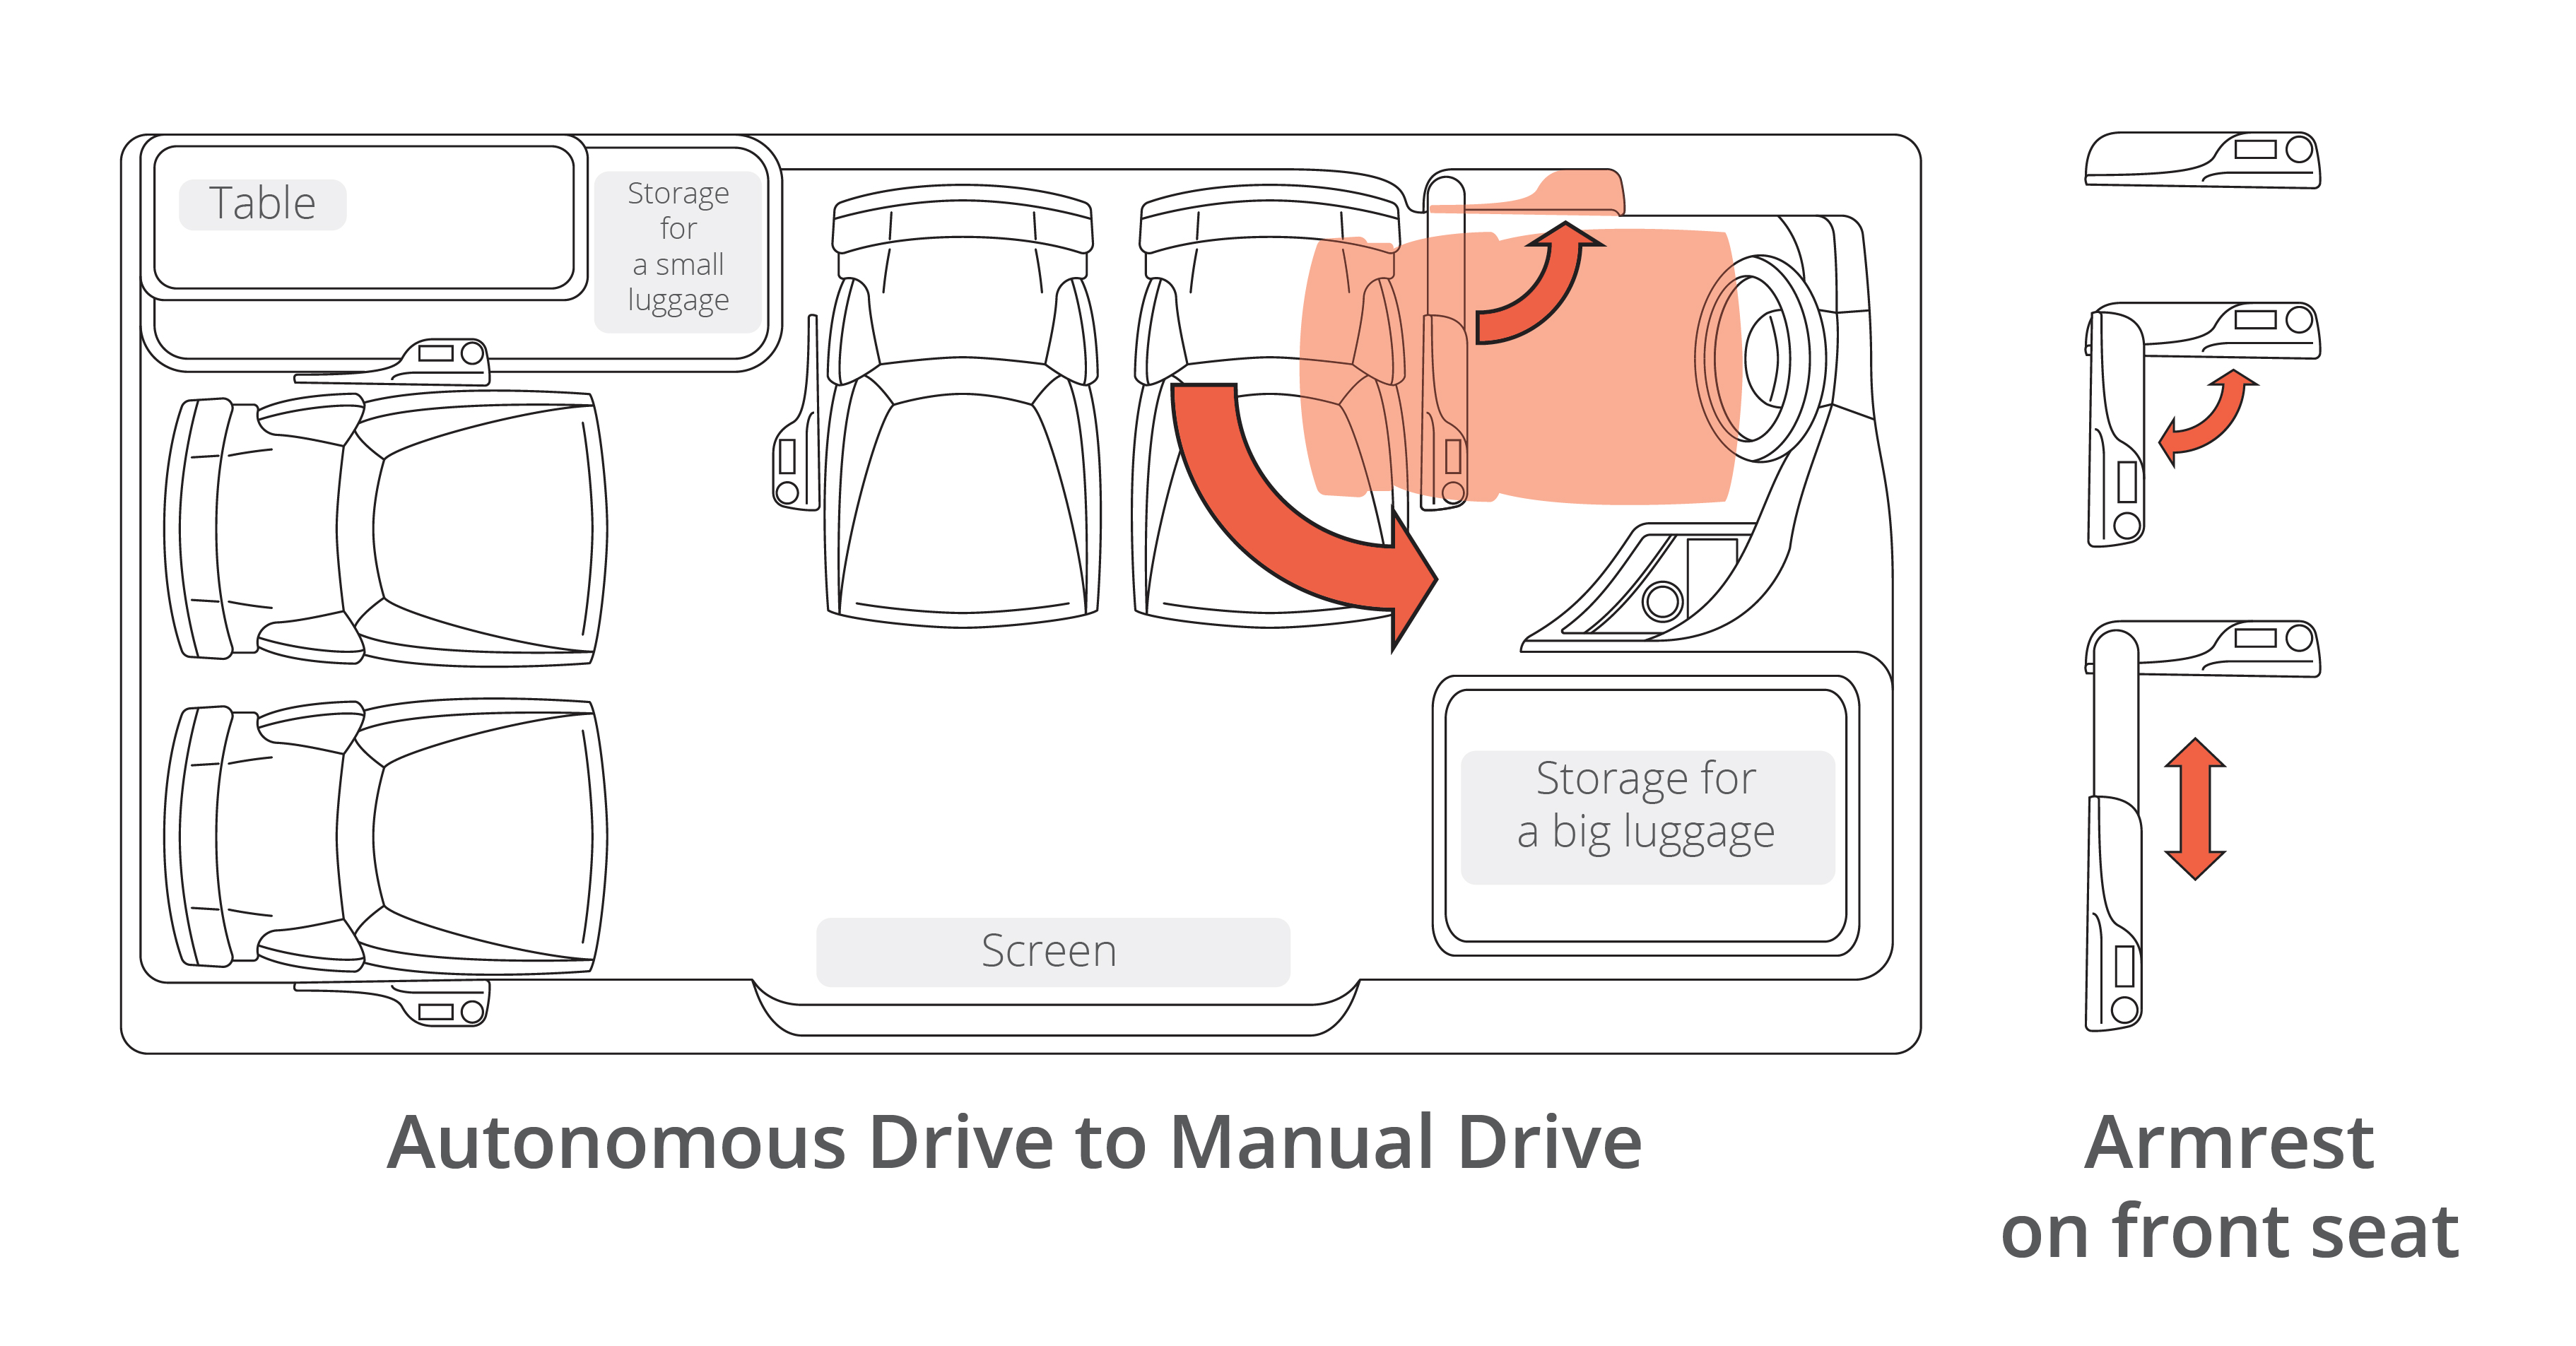 Table
Storage
for
a small
luggage
Storage for
a big luggage
Screen
Autonomous Drive to Manual Drive
Armrest
on front seat